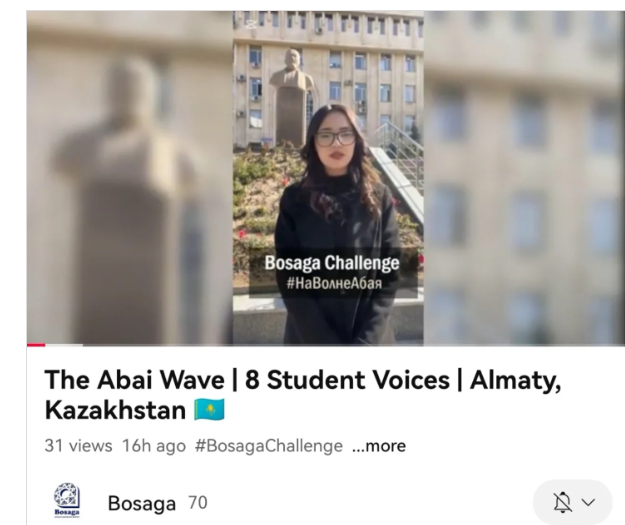 Bosaga Challenge
#НаВолнеАбая
The Abai Wave | 8 Student Voices | Almaty,
Kazakhstan 🇰🇿
31 views 16h ago #BosagaChallenge ...more
Bosaga
Bosaga 70